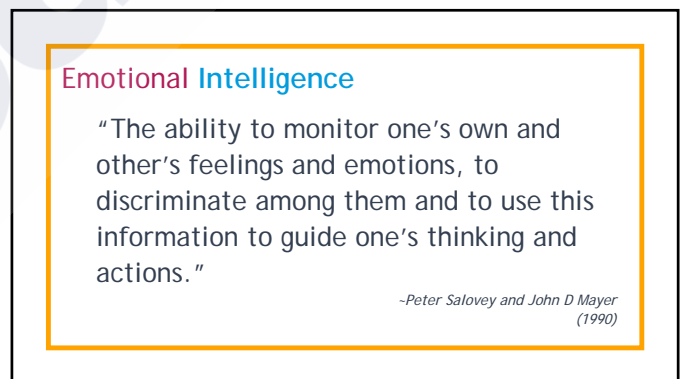 Emotional Intelligence
“The ability to monitor one’s own and
other’s feelings and emotions, to
discriminate among them and to use this
information to guide one’s thinking and
actions.”
~Peter Salovey and John D Mayer
(1990)